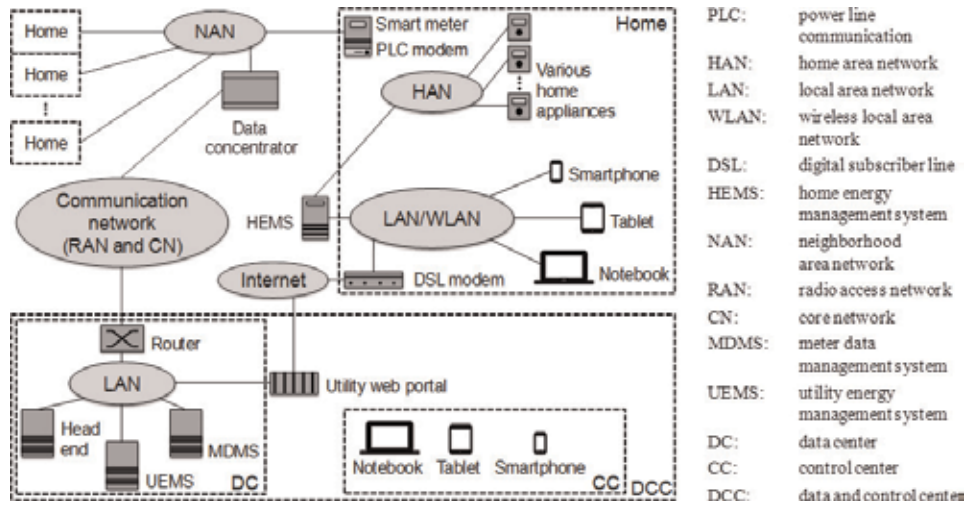 Home
Home
Home
NAN
Data
concentrator
Communication
network
(RAN and CN)
Smart meter
PLC modem
Home
HAN
Various
home
appliances
HEMS
LAN/WLAN
Smartphone
Tablet
Notebook
Internet
DSL modem
Router
LAN
Head
end
UEMS
MDMS
DC
Utility web portal
Notebook Tablet Smartphone
CC
DCC
PLC: power line
communication
HAN: home area network
LAN: local area network
WLAN: wireless local area
network
DSL: digital subscriber line
HEMS: home energy
management system
NAN: neighborhood
area network
RAN: radio access network
CN: core network
MDMS: meter data
management system
UEMS: utility energy
management system
DC: data center
CC: control center
DCC: data and control center